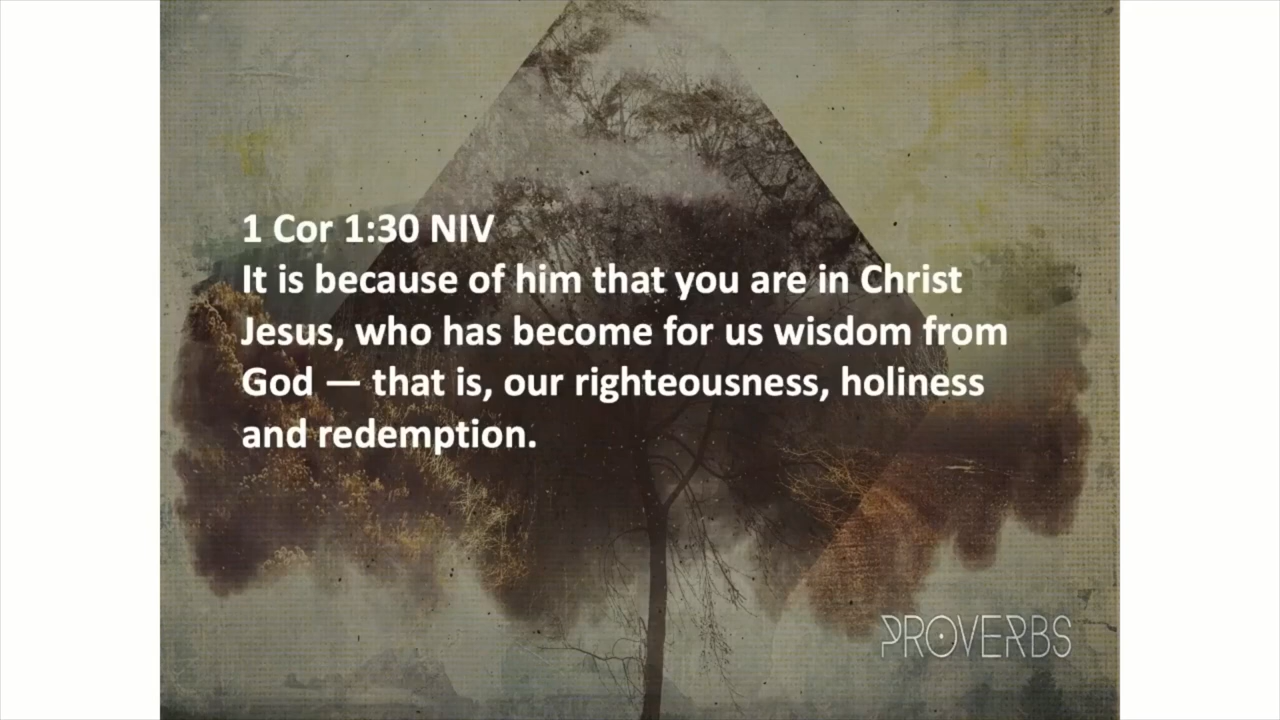 1 Cor 1:30 NIV
It is because of him that you are in Christ
Jesus, who has become for us wisdom from
God — that is, our righteousness, holiness
and redemption.
PROVERBS